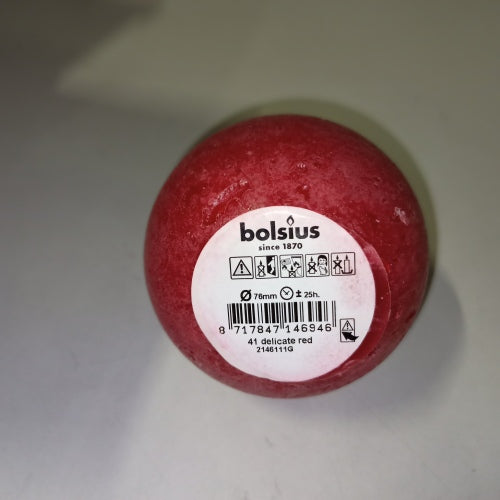 bolsius
since 1870
Ø 76mm ± 25h.
8 717847 146946
41 delicate red
2146111G